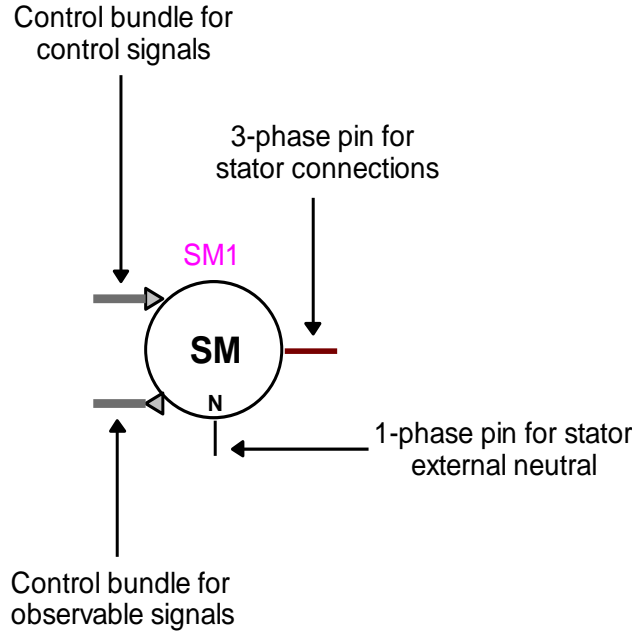 Control bundle for
control signals
3-phase pin for
stator connections
SM1
SM
N
1-phase pin for stator
external neutral
Control bundle for
observable signals